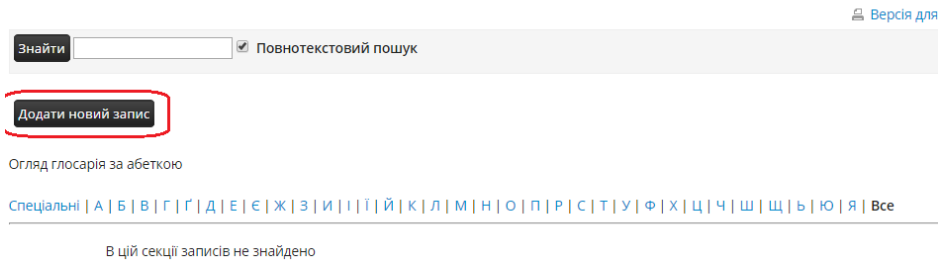 Версія для
Знайти Повнотекстовий пошук
Додати новий запис
Огляд глосарія за абеткою
Спеціальні | А | Б | В | Г | Ґ | Д | Е | Є | Ж | З | И | І | Ї | Й | К | Л | М | Н | О | П | Р | С | Т | У | Ф | Х | Ц | Ч | Ш | Щ | Ь | Ю | Я | Все
В цій секції записів не знайдено